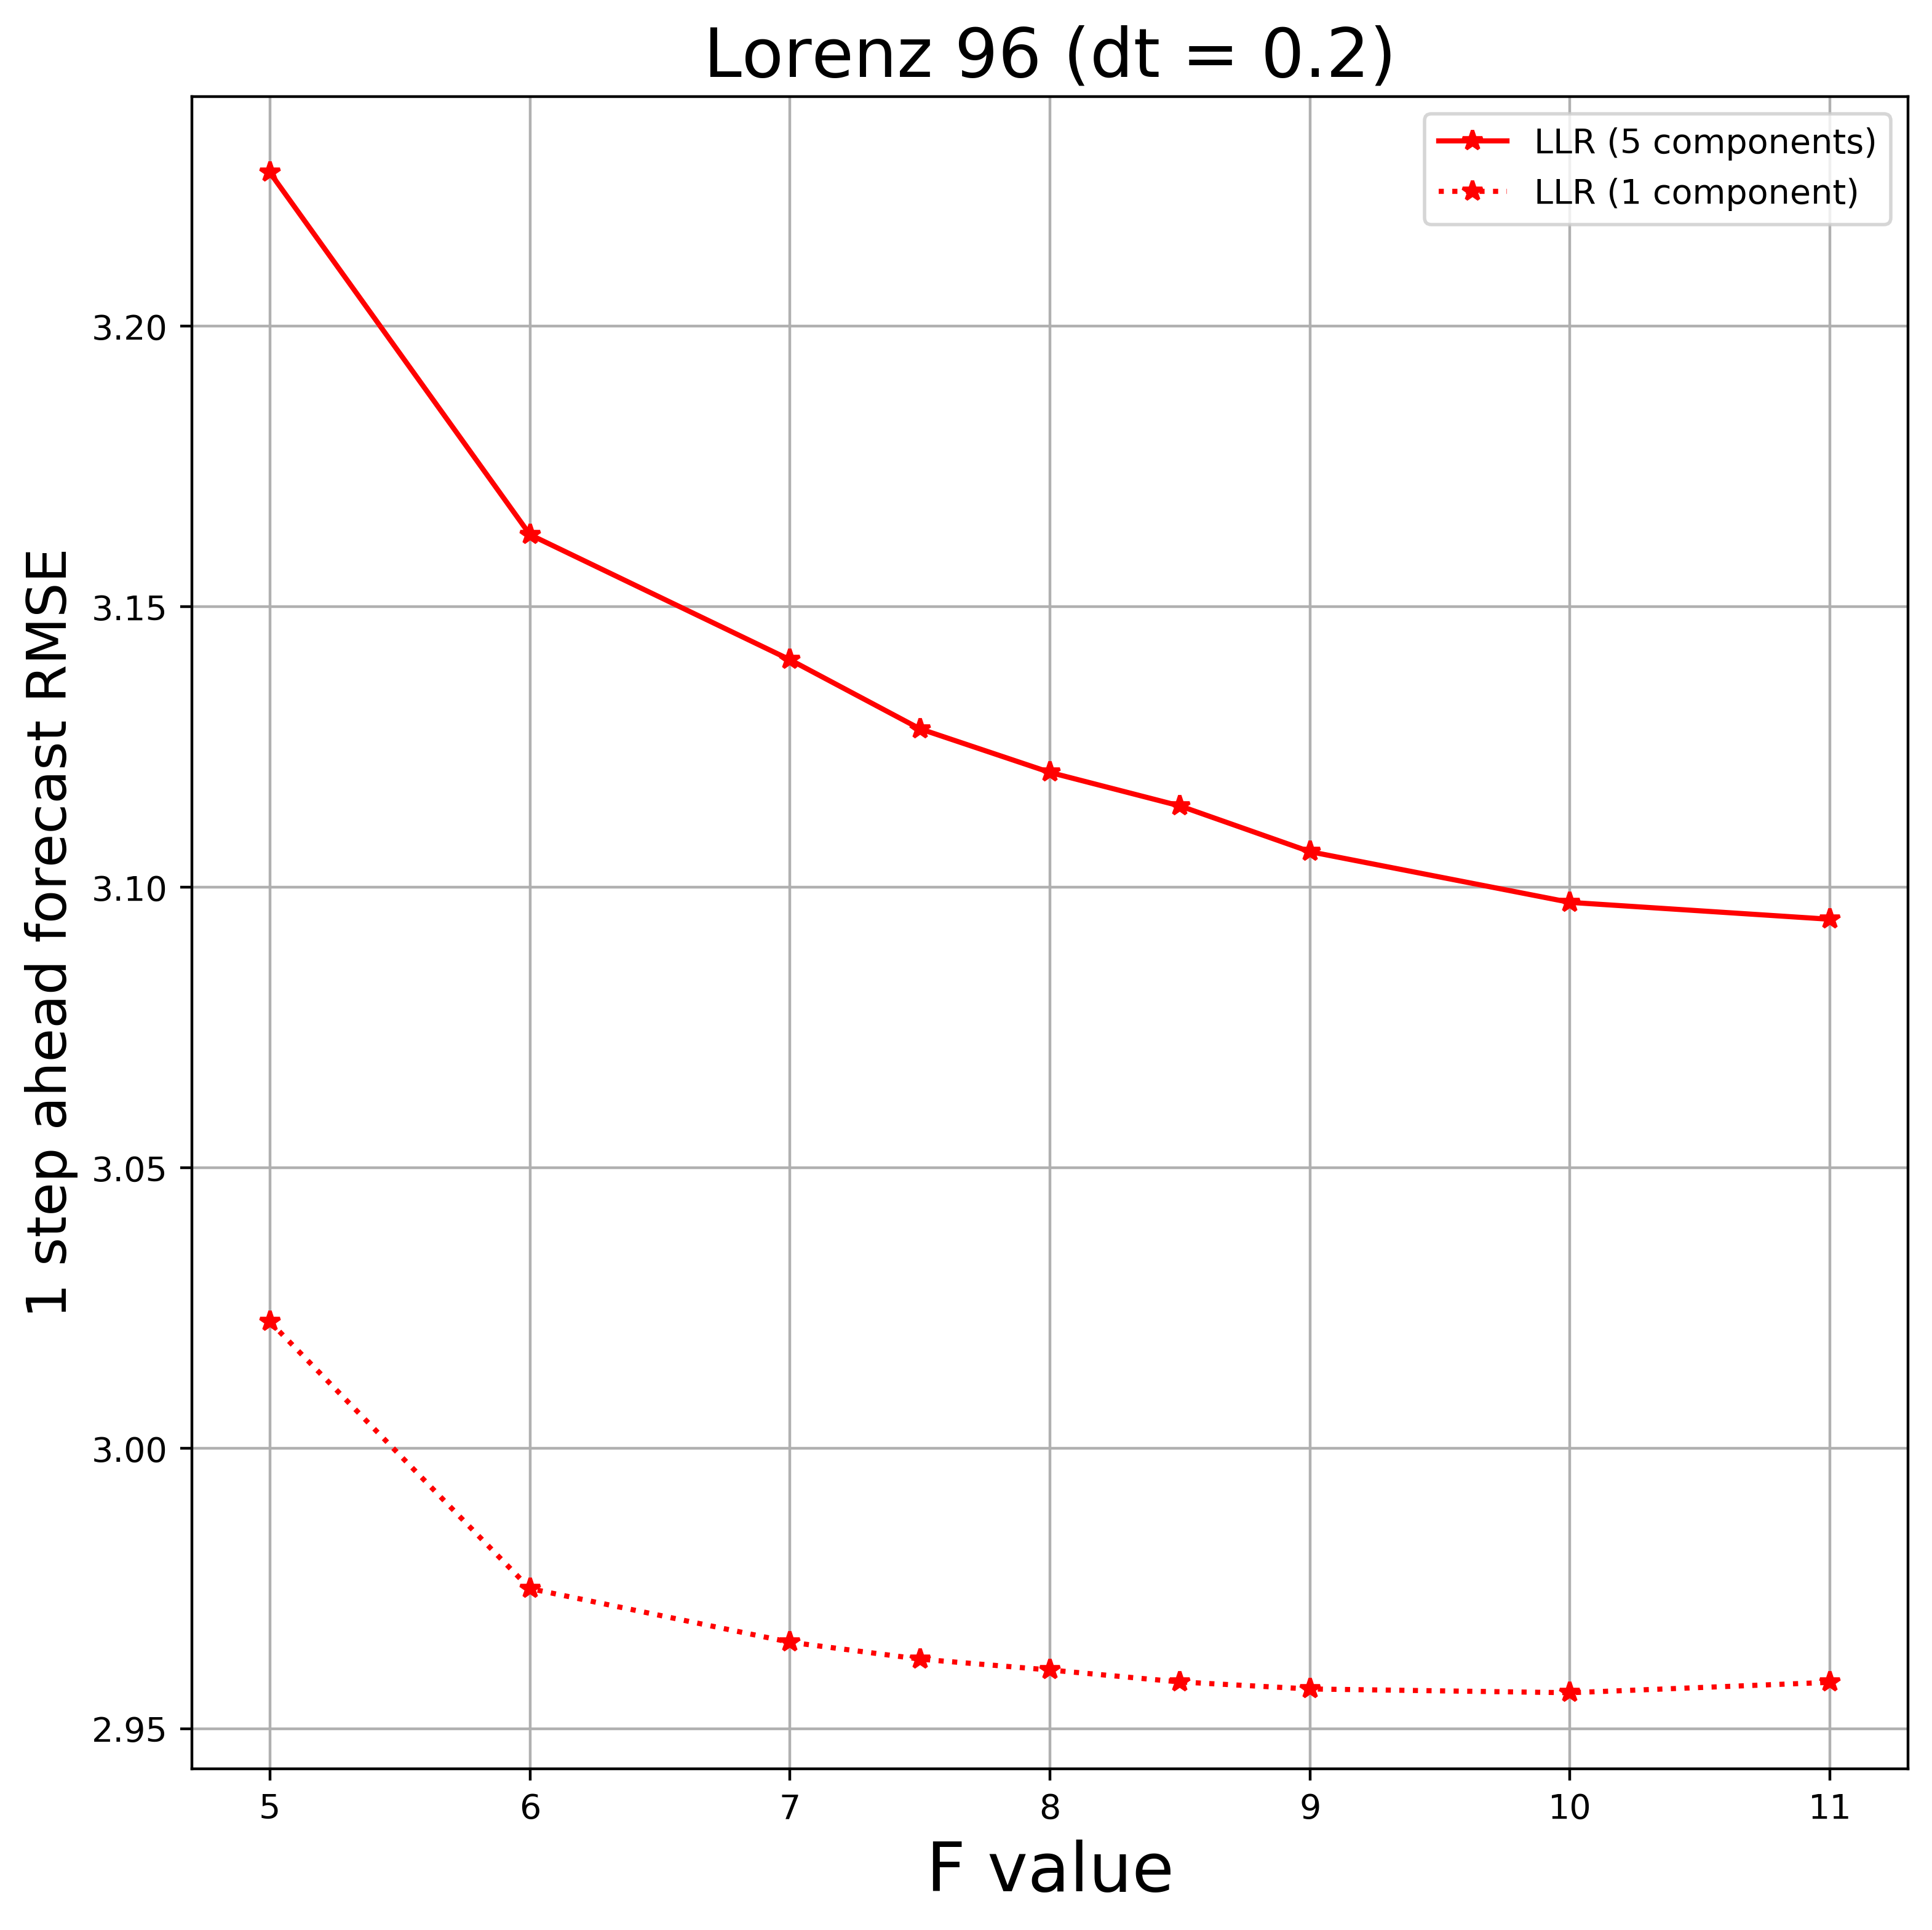 Lorenz 96 (dt = 0.2)
LLR (5 components)
LLR (1 component)
1 step ahead forecast RMSE
3.20
3.15
3.10
3.05
3.00
2.95
5 6 7 8 9 10 11
F value